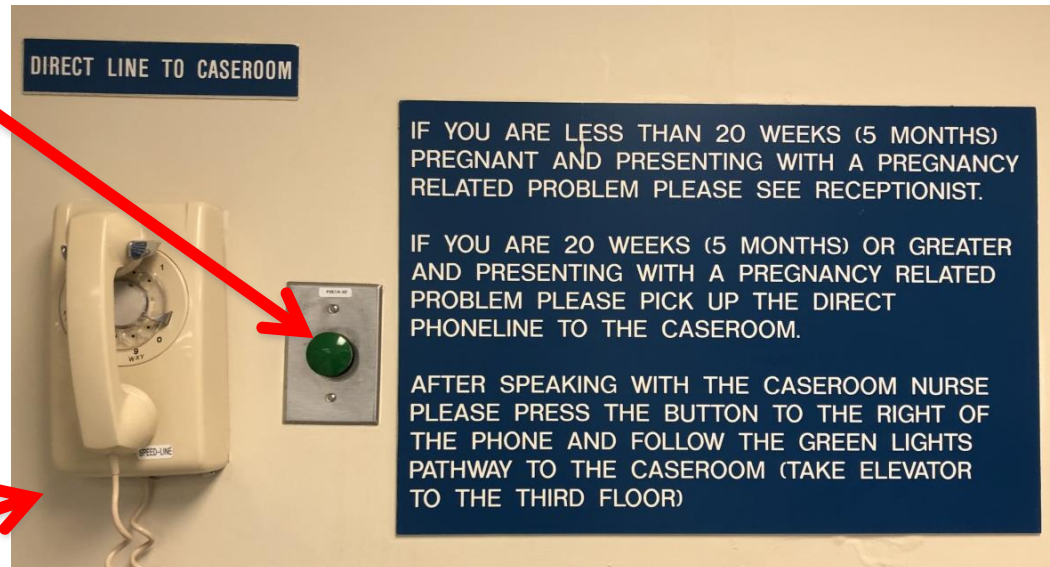 DIRECT LINE TO CASEROOM
IF YOU ARE LESS THAN 20 WEEKS (5 MONTHS)
PREGNANT AND PRESENTING WITH A PREGNANCY
RELATED PROBLEM PLEASE SEE RECEPTIONIST.
IF YOU ARE 20 WEEKS (5 MONTHS) OR GREATER
AND PRESENTING WITH A PREGNANCY RELATED
PROBLEM PLEASE PICK UP THE DIRECT
PHONELINE TO THE CASEROOM.
AFTER SPEAKING WITH THE CASEROOM NURSE
PLEASE PRESS THE BUTTON TO THE RIGHT OF
THE PHONE AND FOLLOW THE GREEN LIGHTS
PATHWAY TO THE CASEROOM (TAKE ELEVATOR
TO THE THIRD FLOOR)
1
9
WXY
0
SPEED-LINE